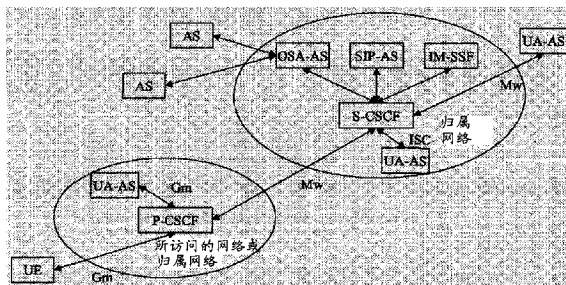 AS
OSA-AS
SIP-AS
IM-SSF
UA-AS
AS
Mw
S-CSCF
归属
网络
ISC
UA-AS
Mw
UA-AS
Gm
P-CSCF
所访问的网络或
归属网络
UE
Gm